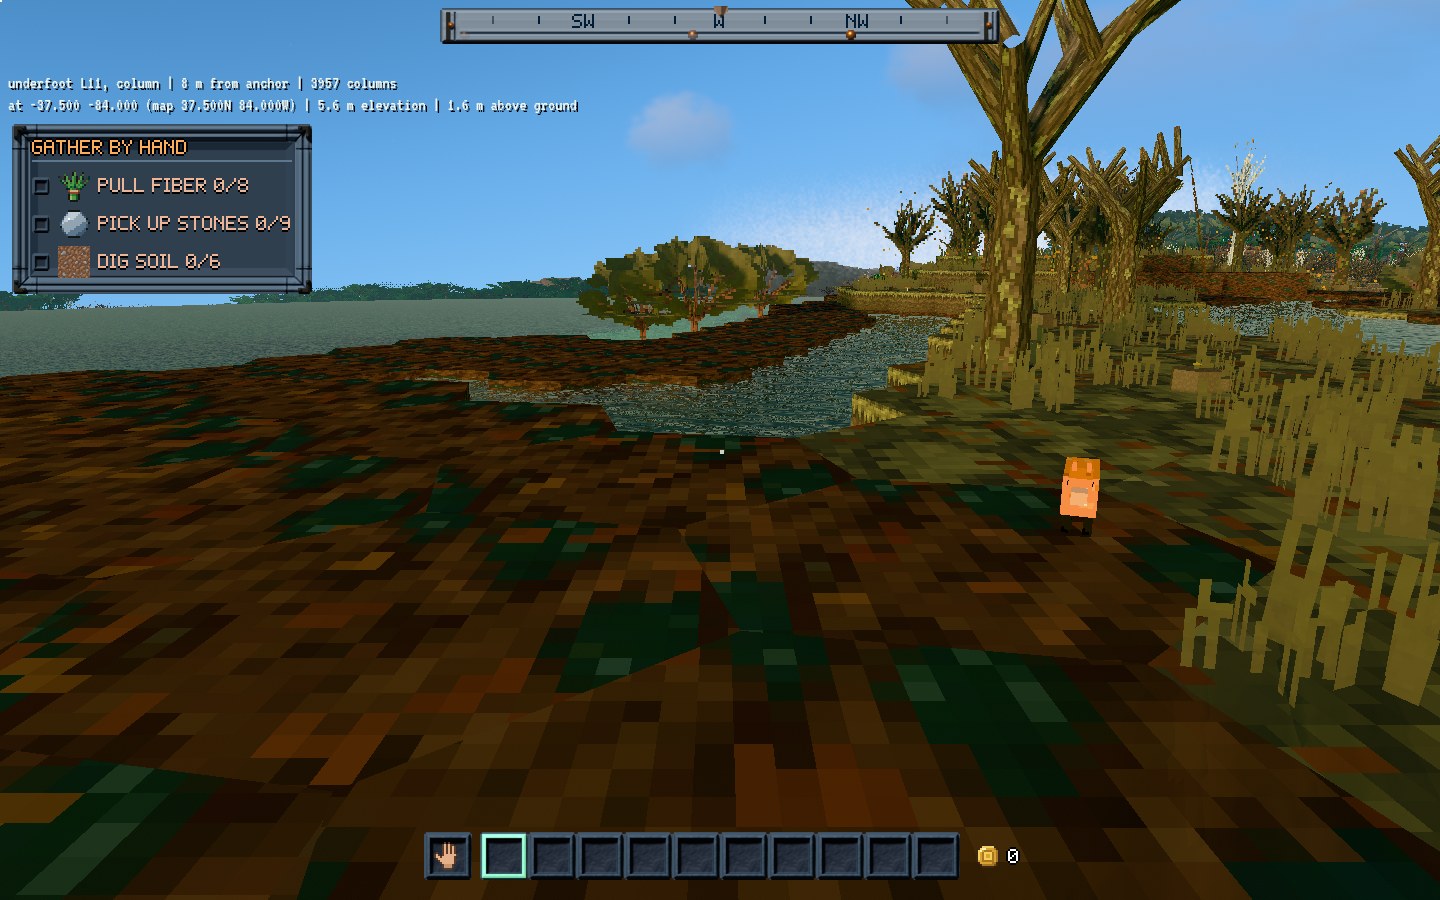 SW W NW
underfoot L11, column | 8 m from anchor | 3957 columns
at -37.500 -84.000 (map 37.500N 84.000W) | 5.6 m elevation | 1.6 m above ground
GATHER BY HAND
PULL FIBER 0/8
PICK UP STONES 0/9
DIG SOIL 0/6
0